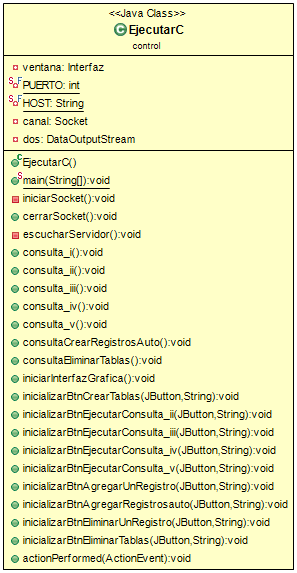 <<Java Class>>
EjecutarC
control
ventana: Interfaz
PUERTO: int
HOST: String
canal: Socket
dos: DataOutputStream
EjecutarC()
main(String[]):void
iniciarSocket():void
cerrarSocket():void
escucharServidor():void
consulta_i():void
consulta_ii():void
consulta_iii():void
consulta_iv():void
consulta_v():void
consultaCrearRegistrosAuto():void
consultaEliminarTablas():void
iniciarInterfazGrafica():void
inicializarBtnCrearTablas(JButton,String):void
inicializarBtnEjecutarConsulta_ii(JButton,String):void
inicializarBtnEjecutarConsulta_iii(JButton,String):void
inicializarBtnEjecutarConsulta_iv(JButton,String):void
inicializarBtnEjecutarConsulta_v(JButton,String):void
inicializarBtnAgregarUnRegistro(JButton,String):void
inicializarBtnAgregarRegistrosauto(JButton,String):void
inicializarBtnEliminarUnRegistro(JButton,String):void
inicializarBtnEliminarTablas(JButton,String):void
actionPerformed(ActionEvent):void